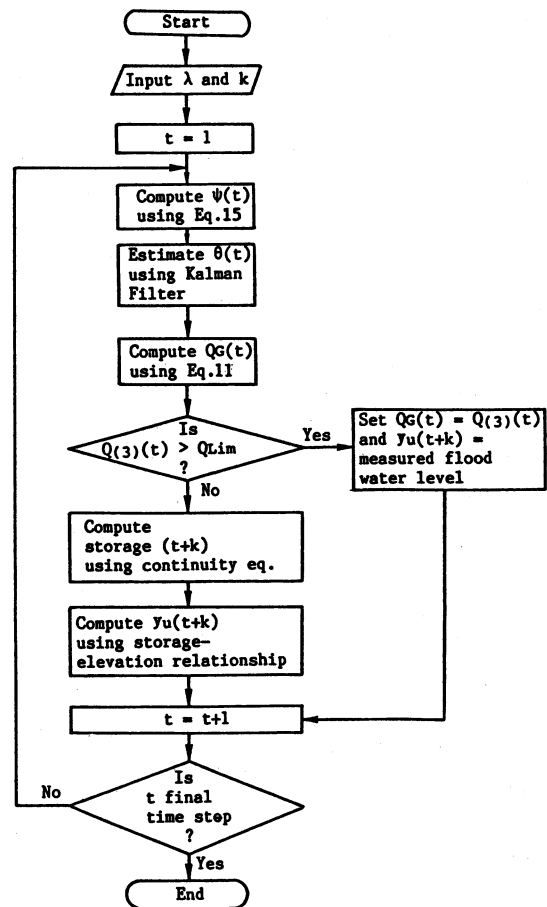 Start
Input λ and k
t = 1
Compute ψ(t)
using Eq.15
Estimate θ(t)
using Kalman
Filter
Compute QG(t)
using Eq.11
Is
Q(3)(t) > QLim
?
Yes
Set QG(t) = Q(3)(t)
and yu(t+k) =
measured flood
water level
No
Compute
storage (t+k)
using continuity eq.
Compute yu(t+k)
using storage-
elevation relationship
t = t+1
Is
t final
time step
?
No
Yes
End